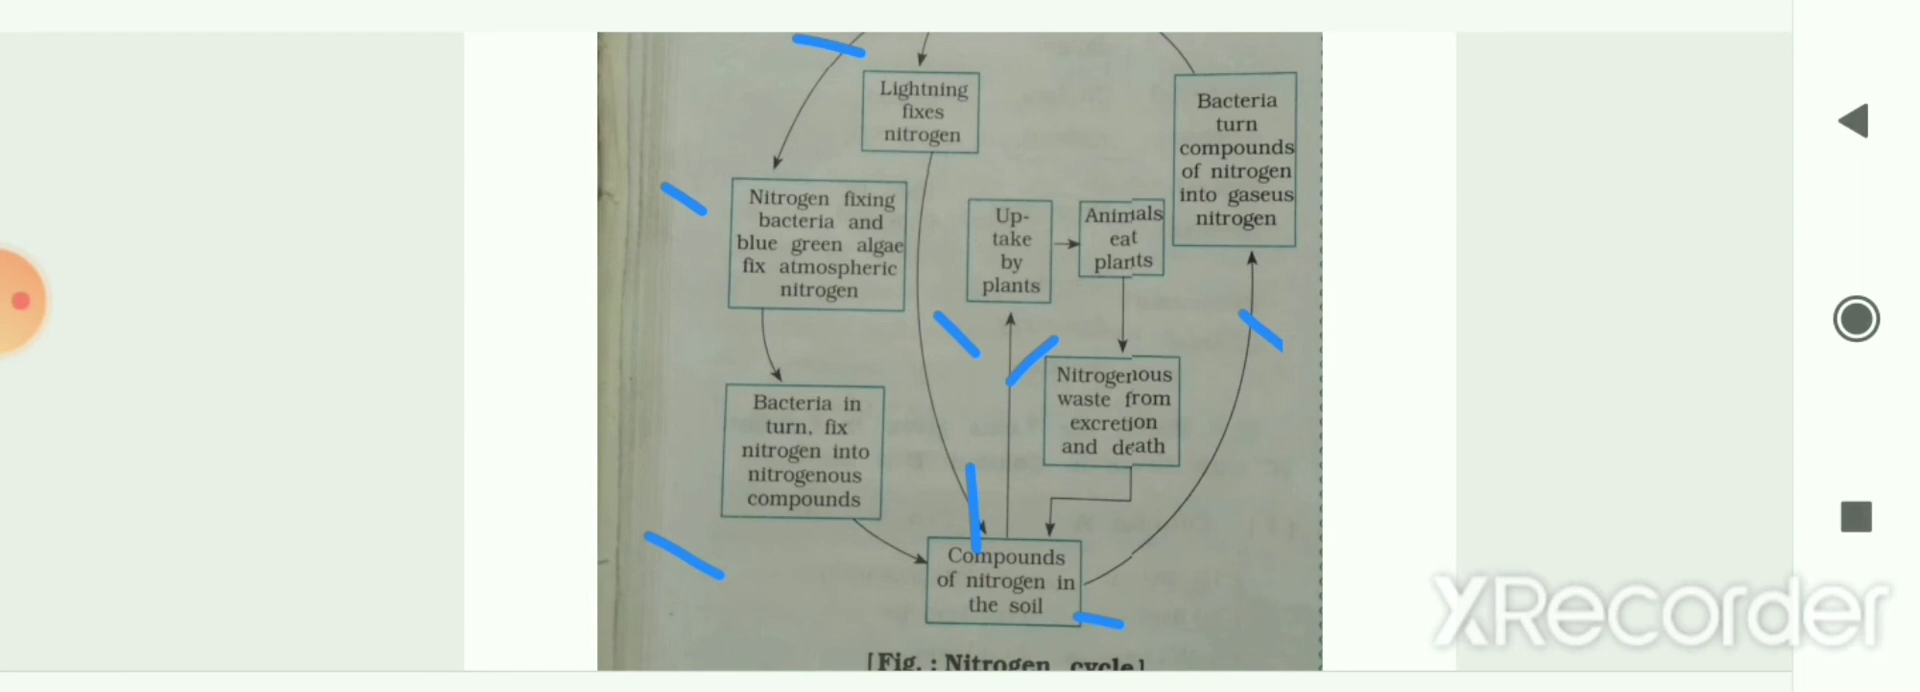 Lightning
fixes
nitrogen
Bacteria
turn
compounds
of nitrogen
into gaseus
nitrogen
Nitrogen fixing
bacteria and
blue green algae
fix atmospheric
nitrogen
Up-
take
by
plants
Animals
eat
plants
Bacteria in
turn, fix
nitrogen into
nitrogenous
compounds
Nitrogenous
waste from
excretion
and death
Compounds
of nitrogen in
the soil
[Fig. : Nitrogen cycle]
XRecorder